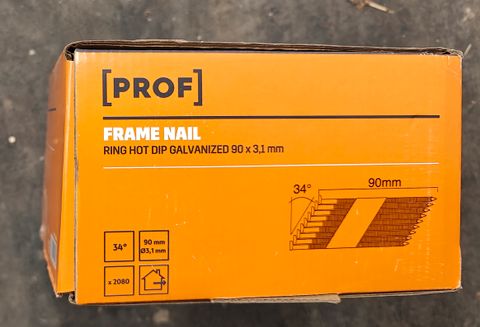 [PROF]
FRAME NAIL
RING HOT DIP GALVANIZED 90 x 3,1 mm
34°
90mm
34°
90 mm
Ø3,1 mm
x 2080